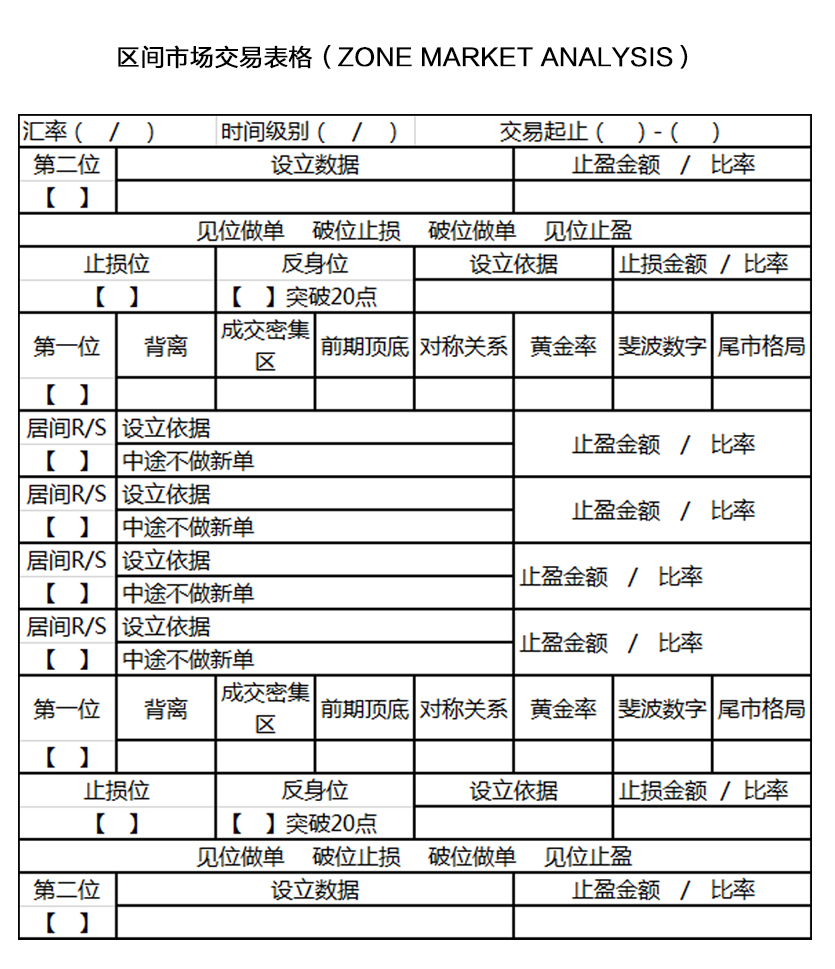 区间市场交易表格（ZONE MARKET ANALYSIS）
汇率（ / ） 时间级别（ / ） 交易起止（ ）-（ ）
第二位 设立数据 止盈金额 / 比率
【 】
见位做单 破位止损 破位做单 见位止盈
止损位 反身位 设立依据 止损金额 / 比率
【 】 【 】突破20点
第一位 背离 成交密集区 前期顶底 对称关系 黄金率 斐波数字 尾市格局
【 】
居间R/S 设立依据 止盈金额 / 比率
【 】 中途不做新单
居间R/S 设立依据 止盈金额 / 比率
【 】 中途不做新单
居间R/S 设立依据 止盈金额 / 比率
【 】 中途不做新单
居间R/S 设立依据 止盈金额 / 比率
【 】 中途不做新单
第一位 背离 成交密集区 前期顶底 对称关系 黄金率 斐波数字 尾市格局
【 】
止损位 反身位 设立依据 止损金额 / 比率
【 】 【 】突破20点
见位做单 破位止损 破位做单 见位止盈
第二位 设立数据 止盈金额 / 比率
【 】